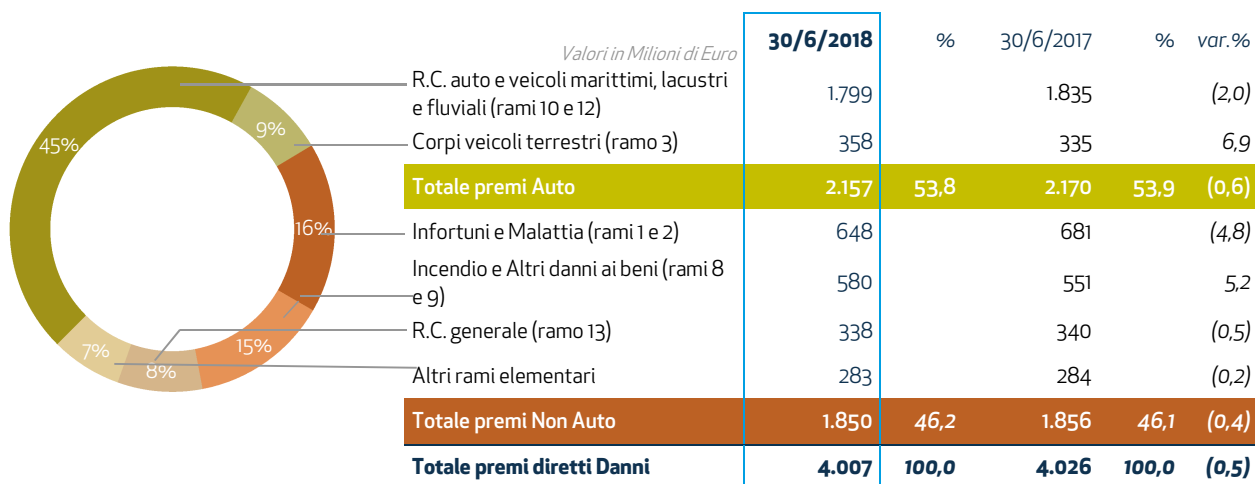 Valori in Milioni di Euro 30/6/2018 % 30/6/2017 % var.%
R.C. auto e veicoli marittimi, lacustri
e fluviali (rami 10 e 12) 1.799 1.835 (2,0)
Corpi veicoli terrestri (ramo 3) 358 335 6,9
Totale premi Auto 2.157 53,8 2.170 53,9 (0,6)
Infortuni e Malattia (rami 1 e 2) 648 681 (4,8)
Incendio e Altri danni ai beni (rami 8
e 9) 580 551 5,2
R.C. generale (ramo 13) 338 340 (0,5)
Altri rami elementari 283 284 (0,2)
Totale premi Non Auto 1.850 46,2 1.856 46,1 (0,4)
Totale premi diretti Danni 4.007 100,0 4.026 100,0 (0,5)
45%
9%
16%
15%
8%
7%